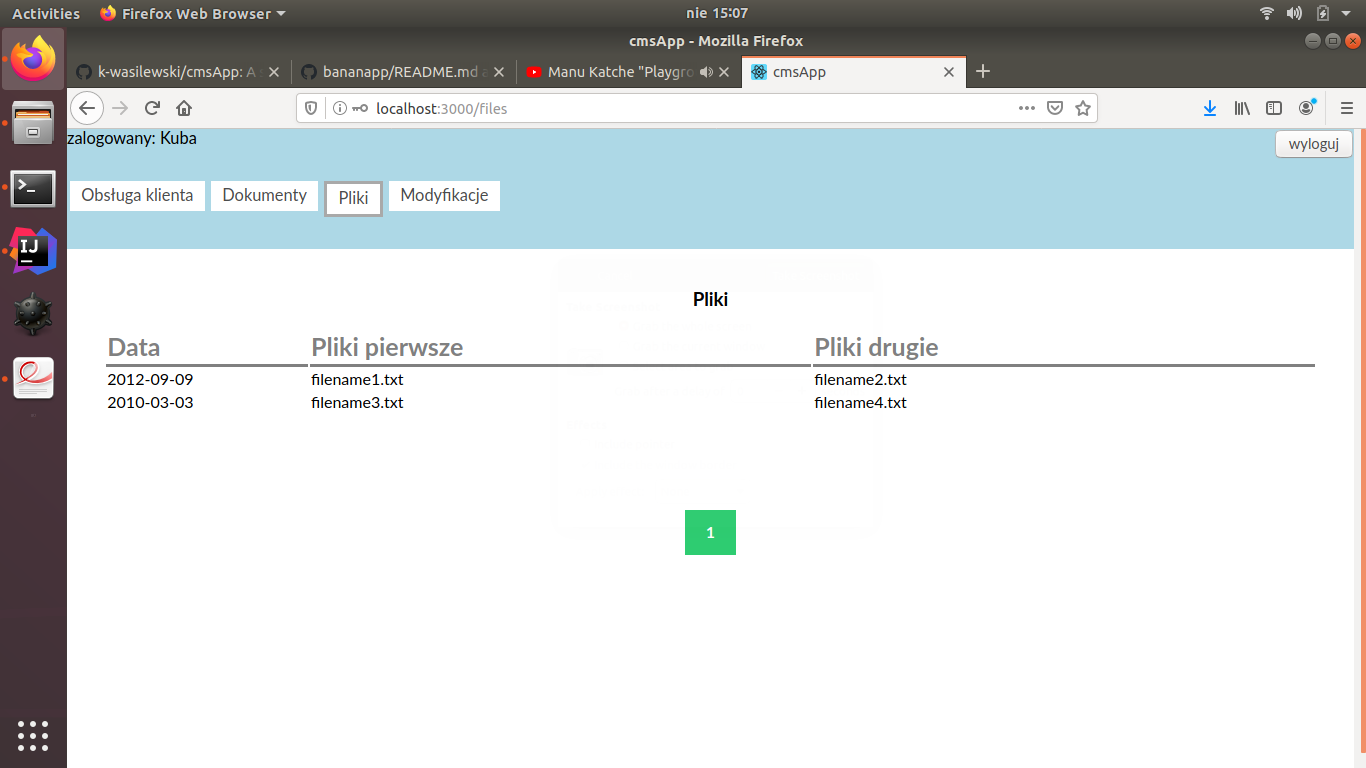 Activities Firefox Web Browser nie 15:07
cmsApp - Mozilla Firefox
k-wasilewski/cmsApp: A bananapp/README.md Manu Katche "Playgro cmsApp
localhost:3000/files
zalogowany: Kuba wyloguj
Obsługa klienta Dokumenty Pliki Modyfikacje
Pliki
Data Pliki pierwsze Pliki drugie
2012-09-09 filename1.txt filename2.txt
2010-03-03 filename3.txt filename4.txt
1
IJ